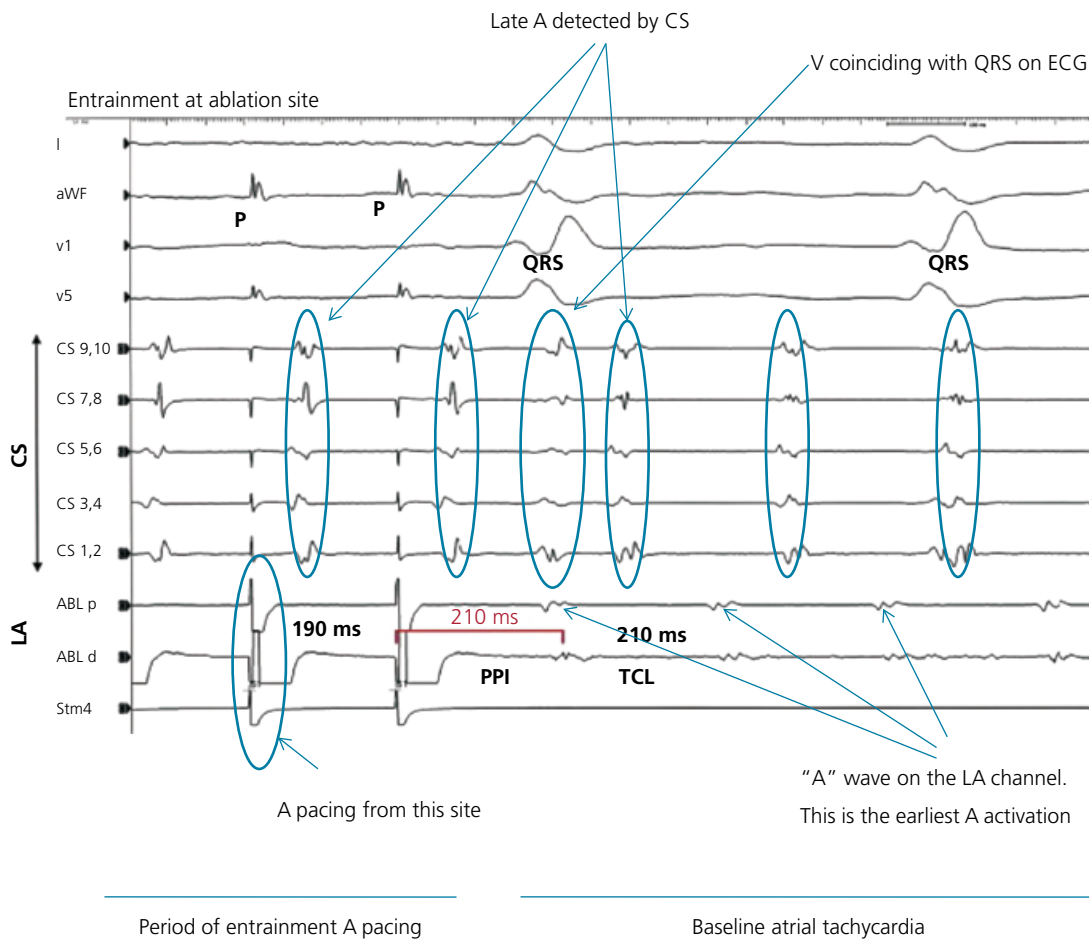 Late A detected by CS
V coinciding with QRS on ECG
Entrainment at ablation site
I
aWF
P
P
v1
QRS
QRS
v5
CS 9,10
CS 7,8
CS
CS 5,6
CS 3,4
CS 1,2
ABL p
LA
190 ms
210 ms
210 ms
ABL d
PPI
TCL
Stm4
"A" wave on the LA channel.
A pacing from this site
This is the earliest A activation
Period of entrainment A pacing
Baseline atrial tachycardia